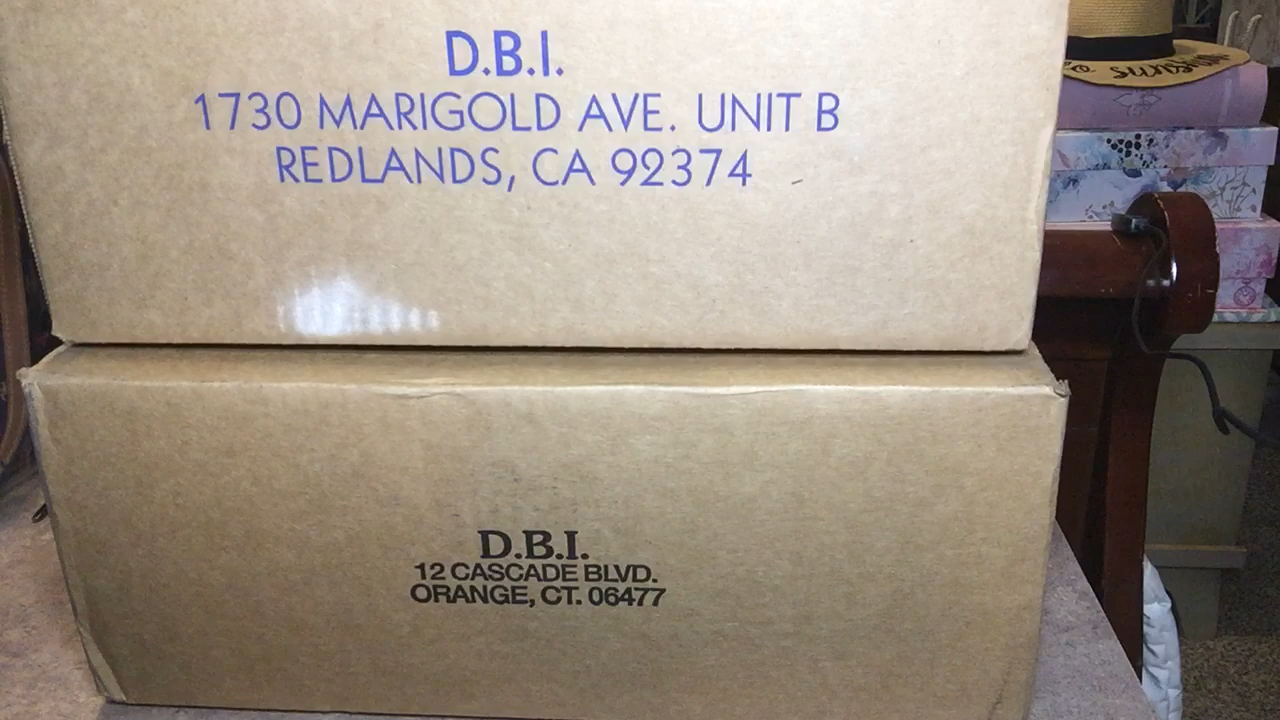 D.B.I.
1730 MARIGOLD AVE. UNIT B
REDLANDS, CA 92374
D.B.I.
12 CASCADE BLVD.
ORANGE, CT. 06477